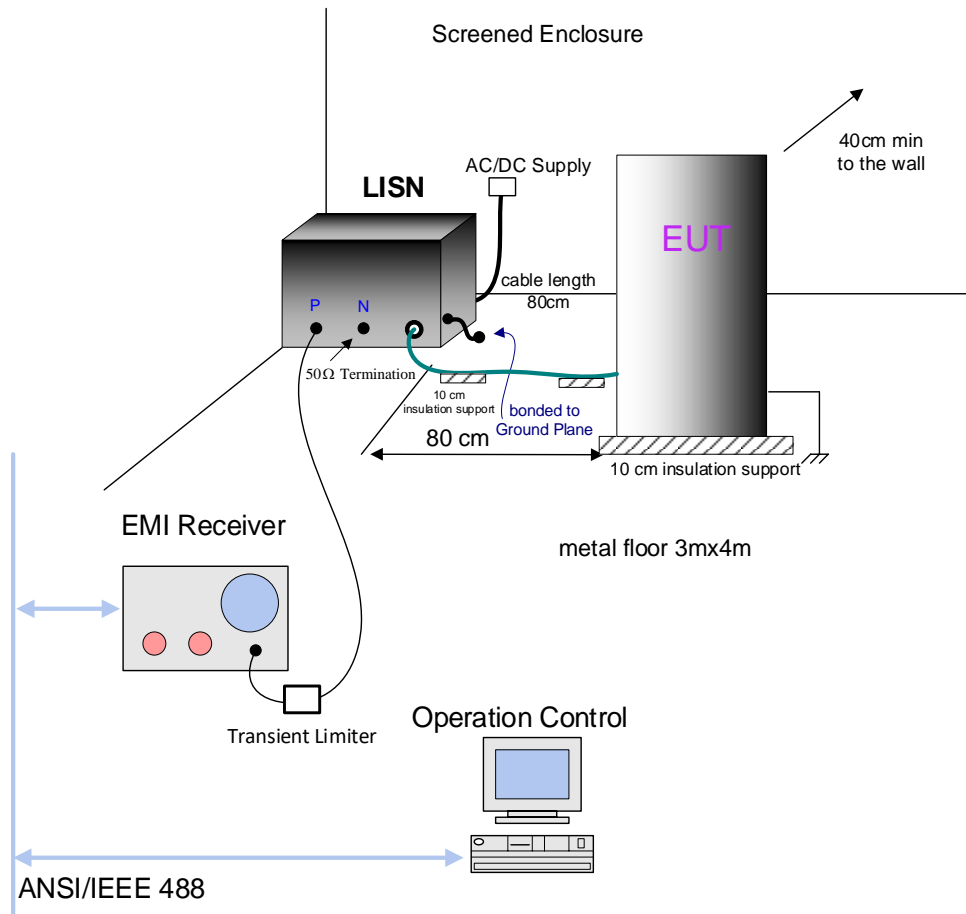 Screened Enclosure
40cm min
to the wall
AC/DC Supply
LISN
EUT
cable length
80cm
P
N
50Ω Termination
10 cm
insulation support
bonded to
Ground Plane
80 cm
10 cm insulation support
EMI Receiver
metal floor 3mx4m
Transient Limiter
Operation Control
ANSI/IEEE 488